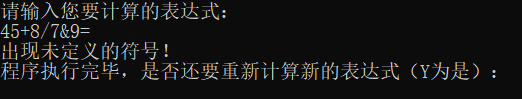 请输入您要计算的表达式：
45+8/7&9=
出现未定义的符号！
程序执行完毕，是否还要重新计算新的表达式（Y为是）：